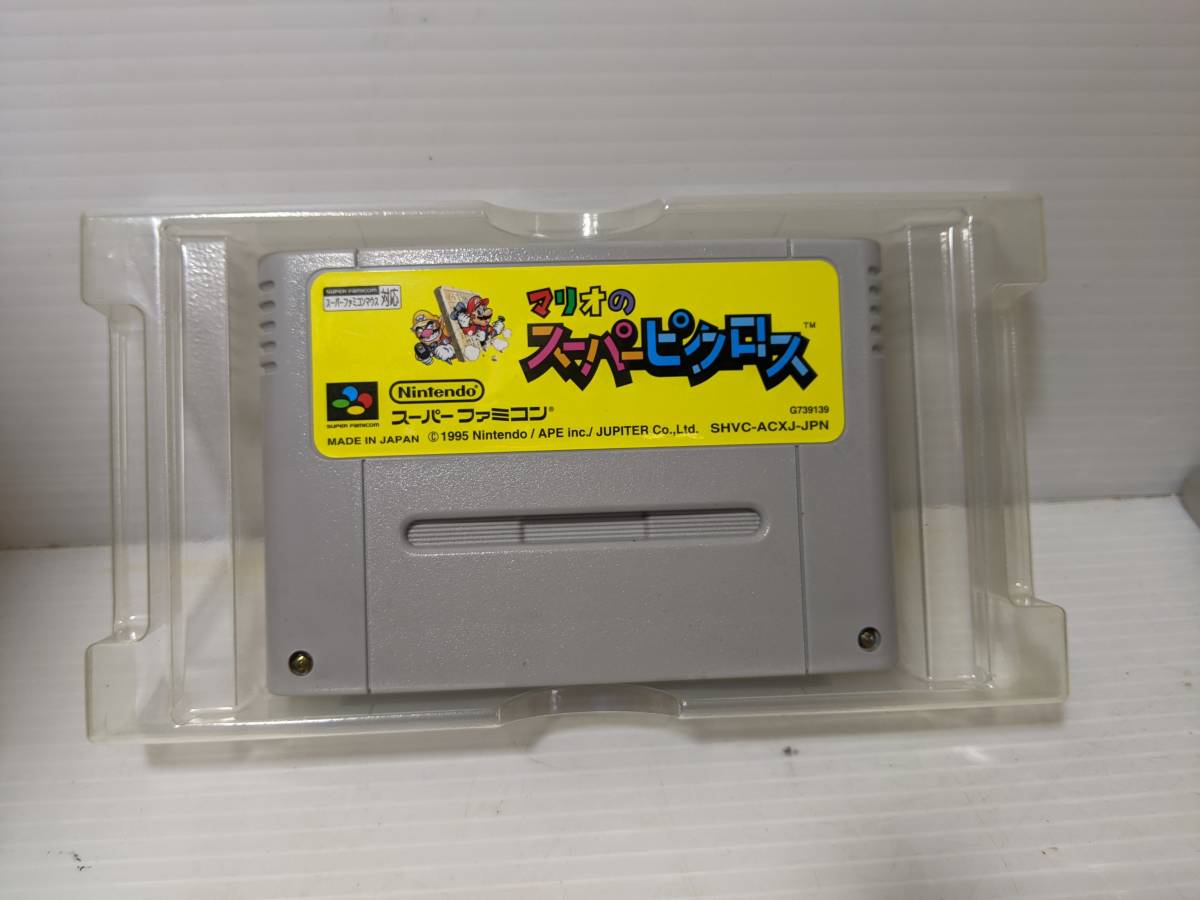 SUPER FAMICOM
スーパーファミコンマウス 対応
マリオの
スーパーピクロス™
Nintendo®
スーパーファミコン®
SUPER FAMICOM
G739139
MADE IN JAPAN ©1995 Nintendo / APE inc./ JUPITER Co.,Ltd. SHVC-ACXJ-JPN